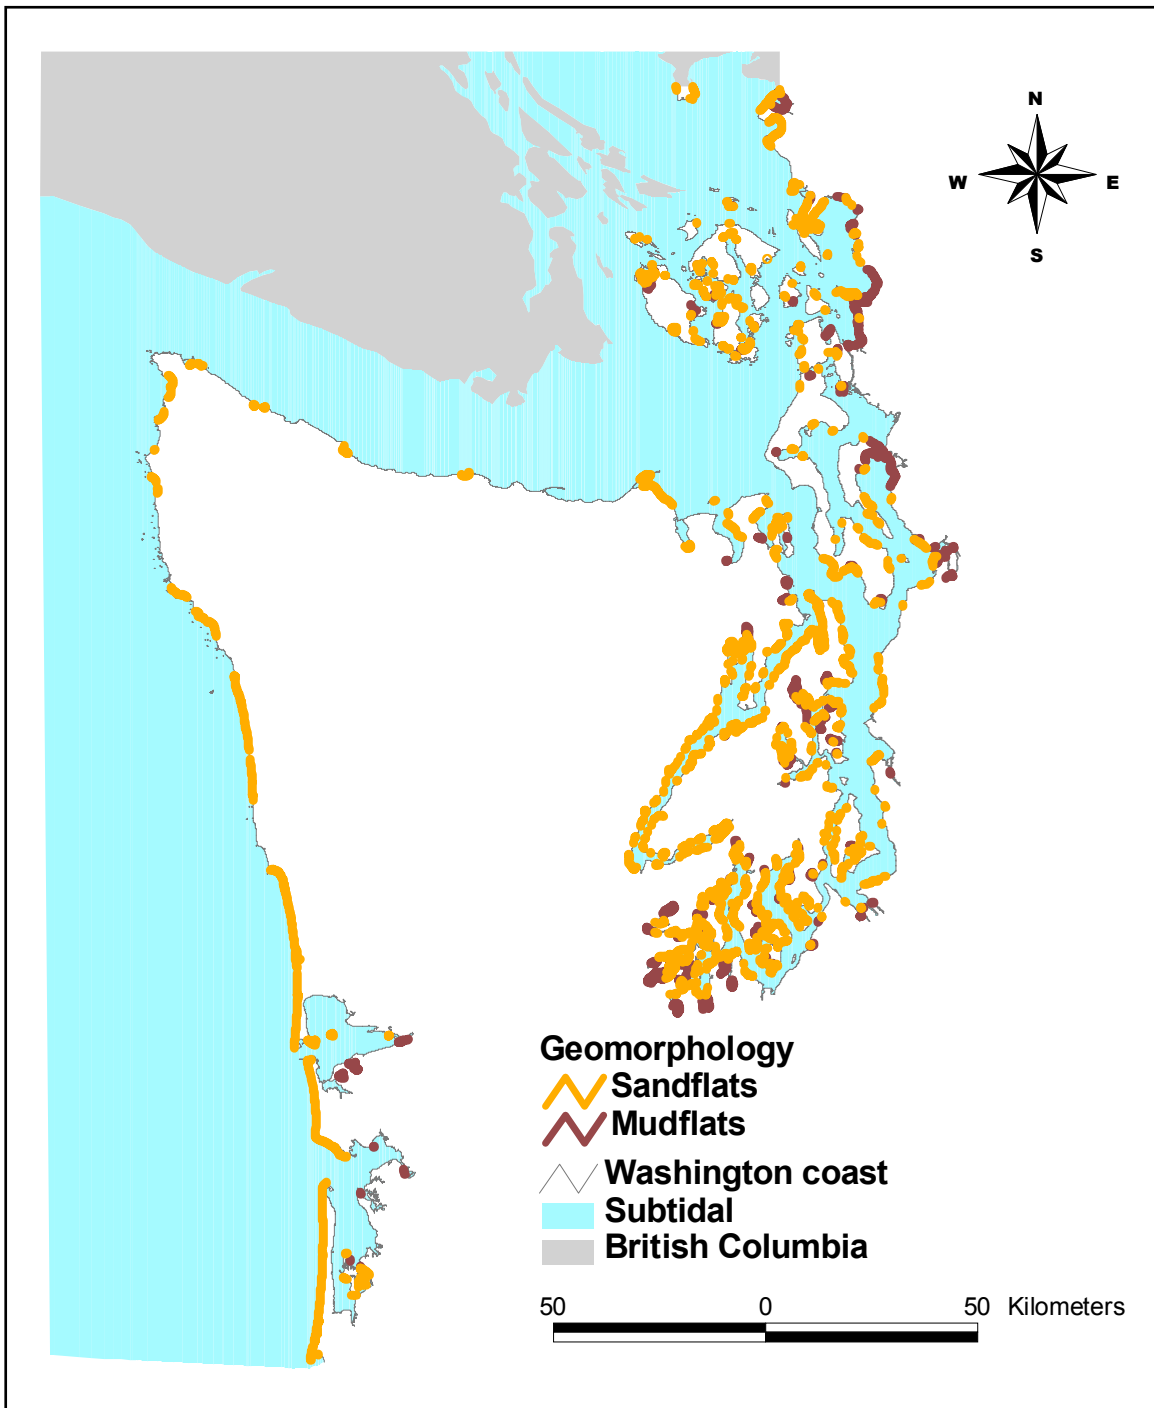 N
W E
S
Geomorphology
Sandflats
Mudflats
Washington coast
Subtidal
British Columbia
50 0 50 Kilometers